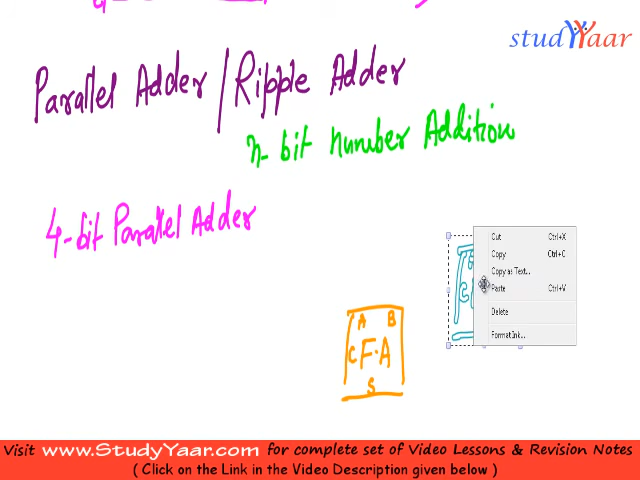 studYYaar
Parallel Adder / Ripple Adder
n-bit number Addition
4-bit Parallel Adder
Cut Ctrl+X
Copy Ctrl+C
Copy as Text...
Paste Ctrl+V
Delete
Format Ink...
A B
C F.A
S
Visit www.StudyYaar.com for complete set of Video Lessons & Revision Notes
( Click on the Link in the Video Description given below )